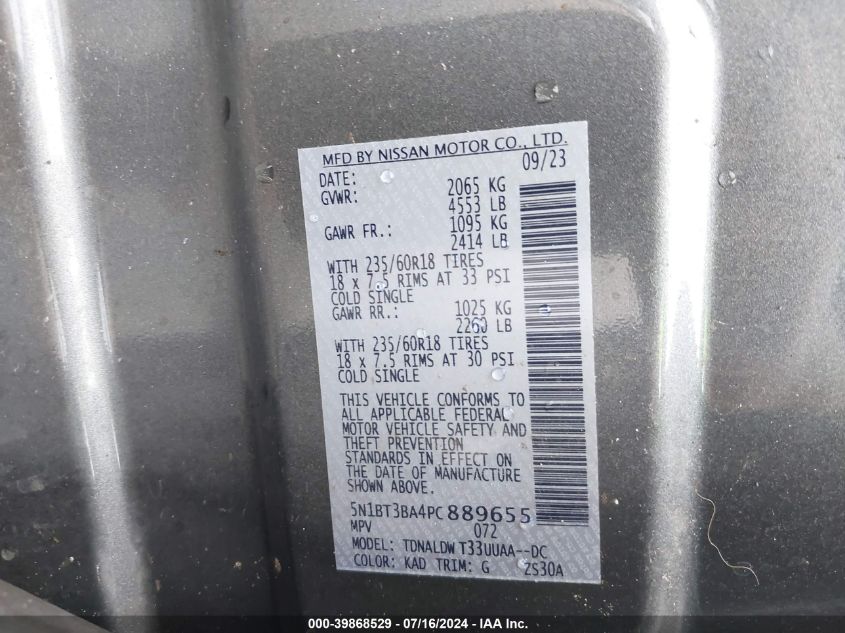 MFD BY NISSAN MOTOR CO., LTD.
DATE: 09/23
GVWR: 2065 KG
4553 LB
GAWR FR.: 1095 KG
2414 LB
WITH 235/60R18 TIRES
18 x 7.5 RIMS AT 33 PSI
COLD SINGLE
GAWR RR.: 1025 KG
2260 LB
WITH 235/60R18 TIRES
18 x 7.5 RIMS AT 30 PSI
COLD SINGLE
THIS VEHICLE CONFORMS TO
ALL APPLICABLE FEDERAL
MOTOR VEHICLE SAFETY AND
THEFT PREVENTION
STANDARDS IN EFFECT ON
THE DATE OF MANUFACTURE
SHOWN ABOVE.
5N1BT3BA4PC889655
MPV 072
MODEL: TDNALDW T33UUAA--DC
COLOR: KAD TRIM: G 2S30A
000-39868529 - 07/16/2024 - IAA Inc.